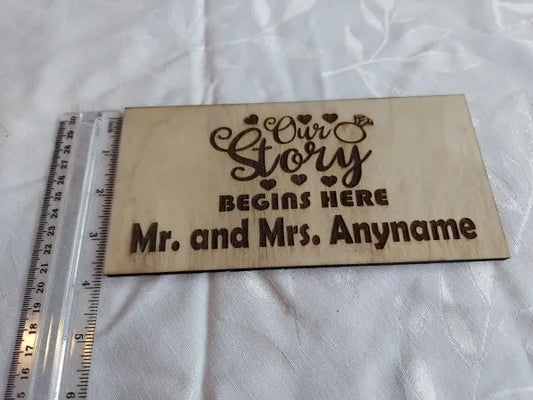 Our
Story
BEGINS HERE
Mr. and Mrs. Anyname